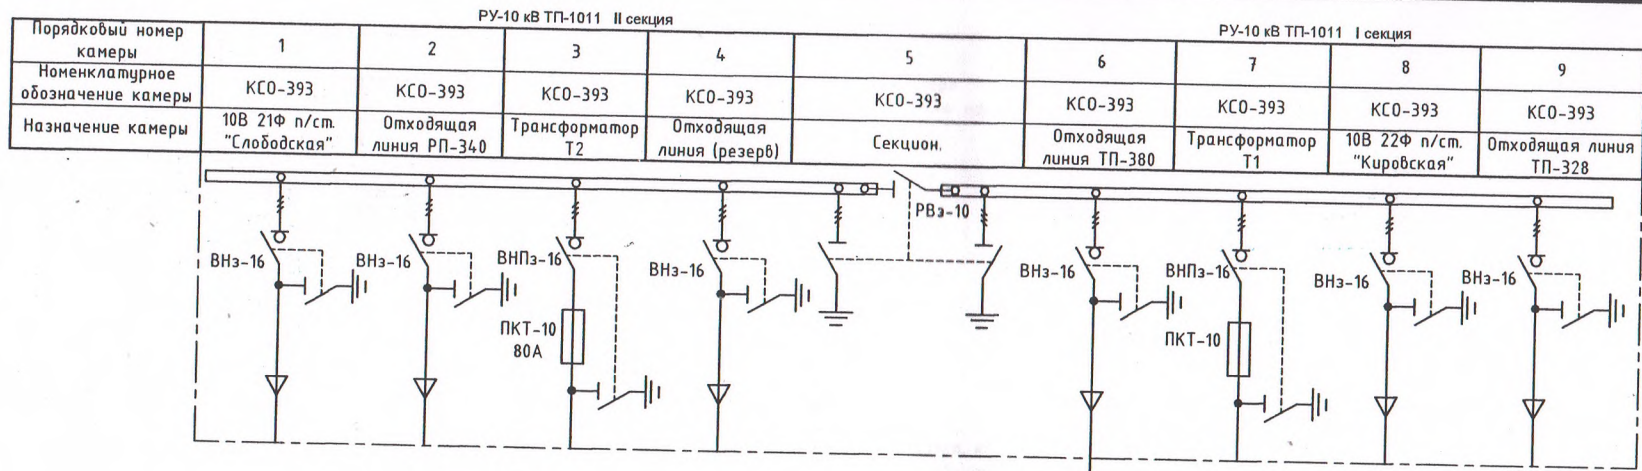 РУ-10 кВ ТП-1011 II секция
РУ-10 кВ ТП-1011 I секция
Порядковый номер
камеры
1
2
3
4
5
6
7
8
9
Номенклатурное
обозначение камеры
КСО-393
КСО-393
КСО-393
КСО-393
КСО-393
КСО-393
КСО-393
КСО-393
КСО-393
Назначение камеры
10В 21Ф п/ст.
"Слободская"
Отходящая
линия РП-340
Трансформатор
Т2
Отходящая
линия (резерв)
Секцион.
Отходящая
линия ТП-380
Трансформатор
Т1
10В 22Ф п/ст.
"Кировская"
Отходящая линия
ТП-328
РВз-10
ВНз-16
ВНз-16
ВНПз-16
ВНз-16
ВНз-16
ВНПз-16
ВНз-16
ВНз-16
ПКТ-10
80А
ПКТ-10